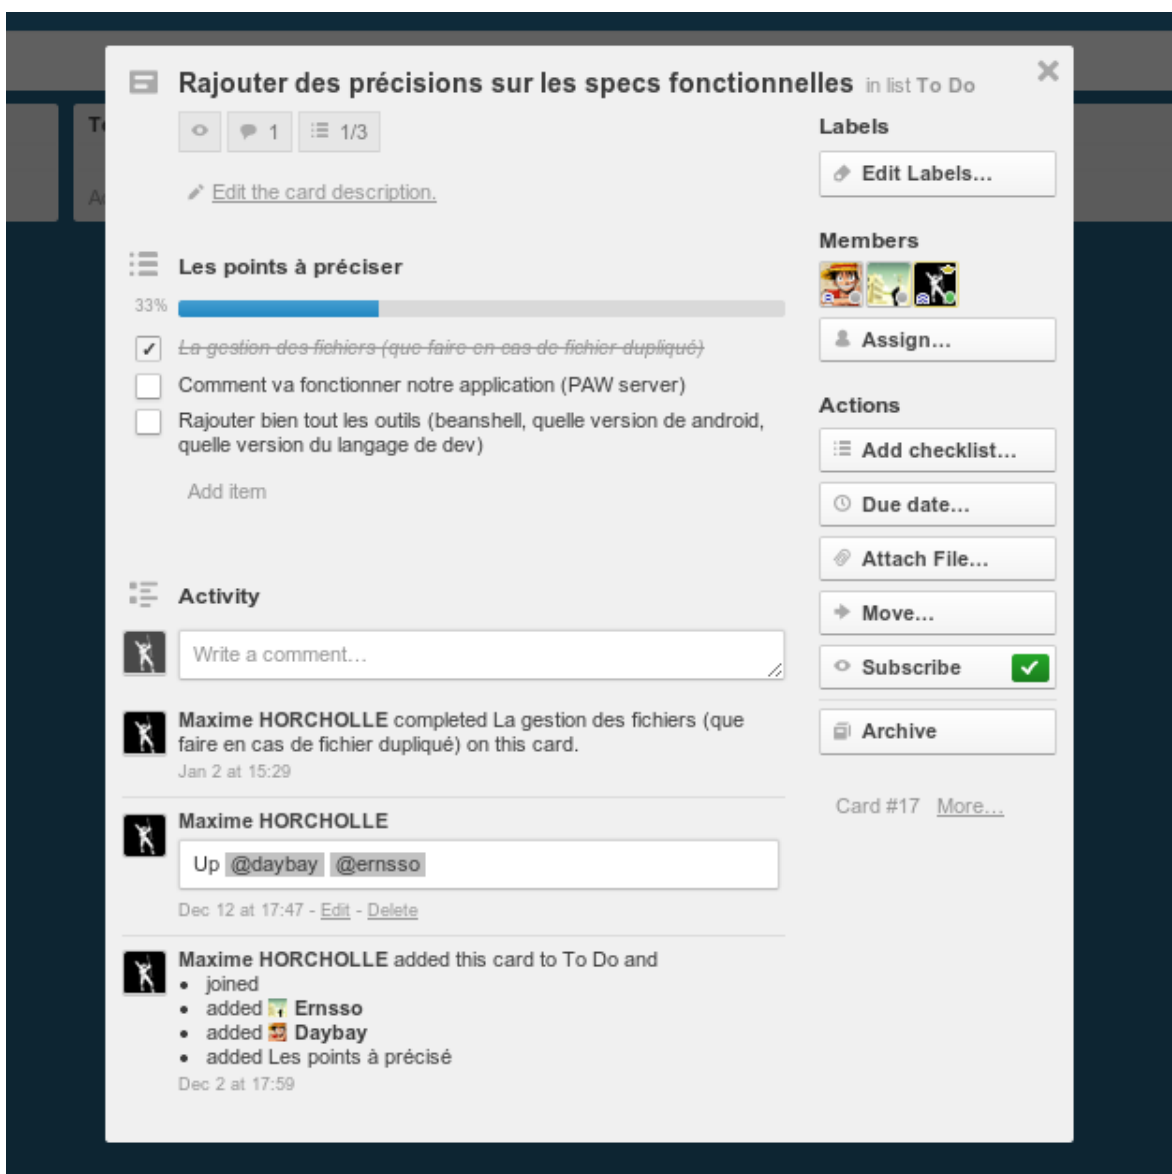 Rajouter des précisions sur les specs fonctionnelles in list To Do
1
1/3
Edit the card description.
Les points à préciser
33%
La gestion des fichiers (que faire en cas de fichier dupliqué)
Comment va fonctionner notre application (PAW server)
Rajouter bien tout les outils (beanshell, quelle version de android,
quelle version du langage de dev)
Add item
Activity
Write a comment…
Maxime HORCHOLLE completed La gestion des fichiers (que
faire en cas de fichier dupliqué) on this card.
Jan 2 at 15:29
Maxime HORCHOLLE
Up @daybay @ernsso
Dec 12 at 17:47 - Edit - Delete
Maxime HORCHOLLE added this card to To Do and
• joined
• added Ernsso
• added Daybay
• added Les points à précisé
Dec 2 at 17:59
Labels
Edit Labels…
Members
Assign…
Actions
Add checklist…
Due date…
Attach File…
Move…
Subscribe
Archive
Card #17 More…